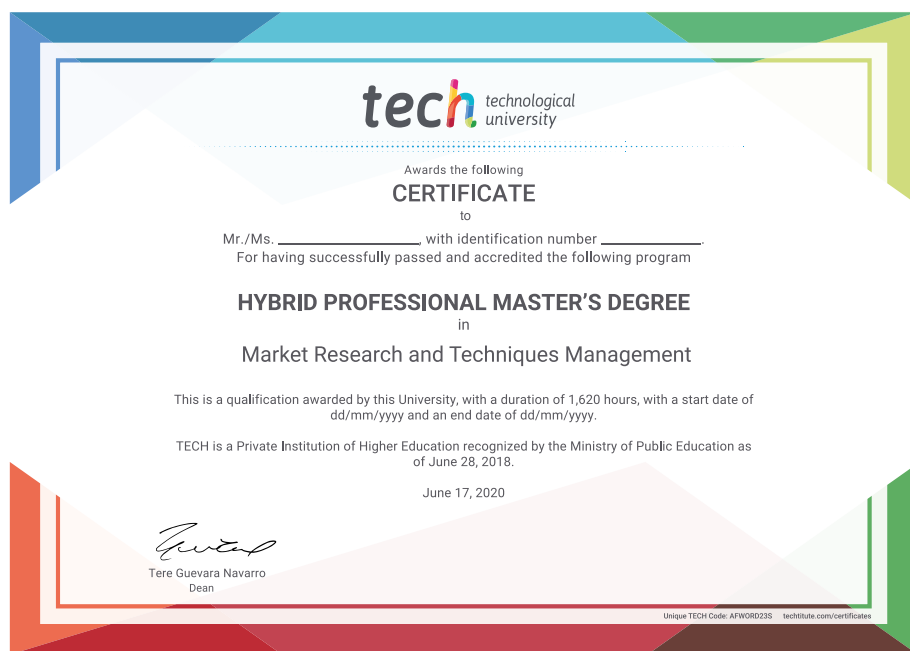 tech technological
university
Awards the following
CERTIFICATE
to
Mr./Ms. ____________________, with identification number ______________.
For having successfully passed and accredited the following program
HYBRID PROFESSIONAL MASTER'S DEGREE
in
Market Research and Techniques Management
This is a qualification awarded by this University, with a duration of 1,620 hours, with a start date of
dd/mm/yyyy and an end date of dd/mm/yyyy.
TECH is a Private Institution of Higher Education recognized by the Ministry of Public Education as
of June 28, 2018.
June 17, 2020
Tere Guevara Navarro
Dean
Unique TECH Code: AFWORD23S techtitute.com/certificates